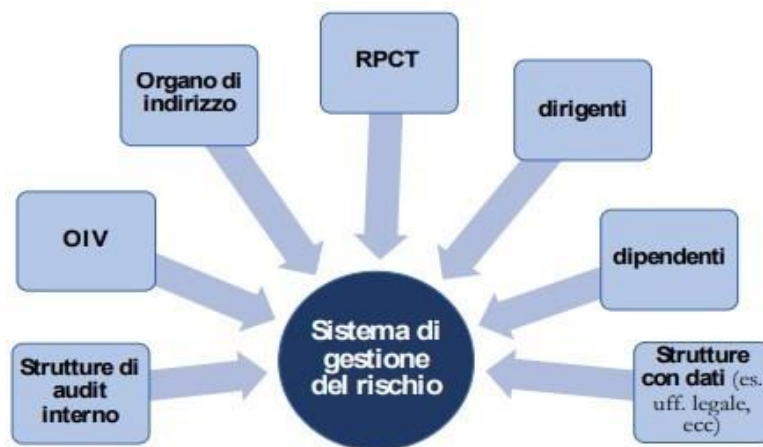 RPCT
Organo di
indirizzo
dirigenti
OIV
dipendenti
Sistema di
gestione
del rischio
Strutture di
audit
interno
Strutture
con dati (es.
uff. legale,
ecc)